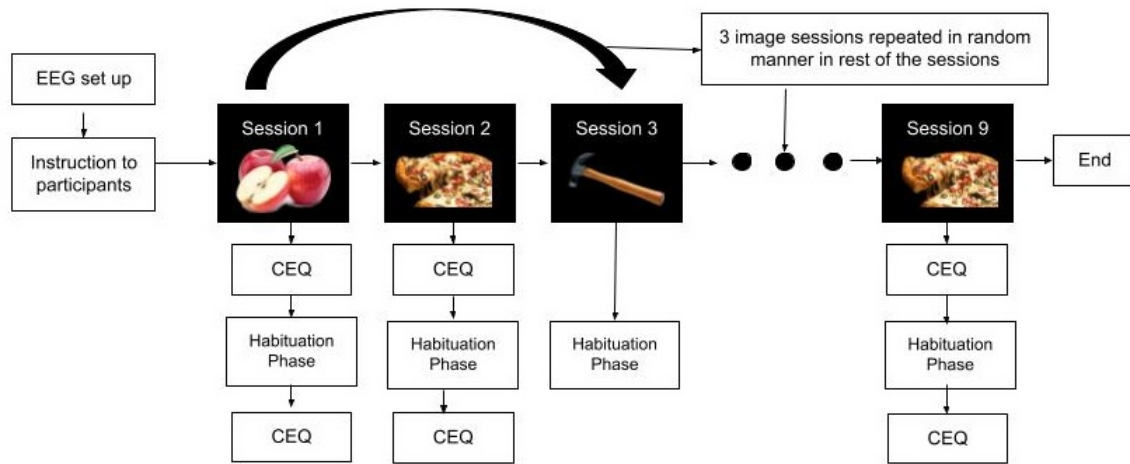 EEG set up
Instruction to
participants
3 image sessions repeated in random
manner in rest of the sessions
Session 1
Session 2
Session 3
Session 9
End
CEQ
Habituation
Phase
CEQ
CEQ
Habituation
Phase
CEQ
Habituation
Phase
CEQ
Habituation
Phase
CEQ